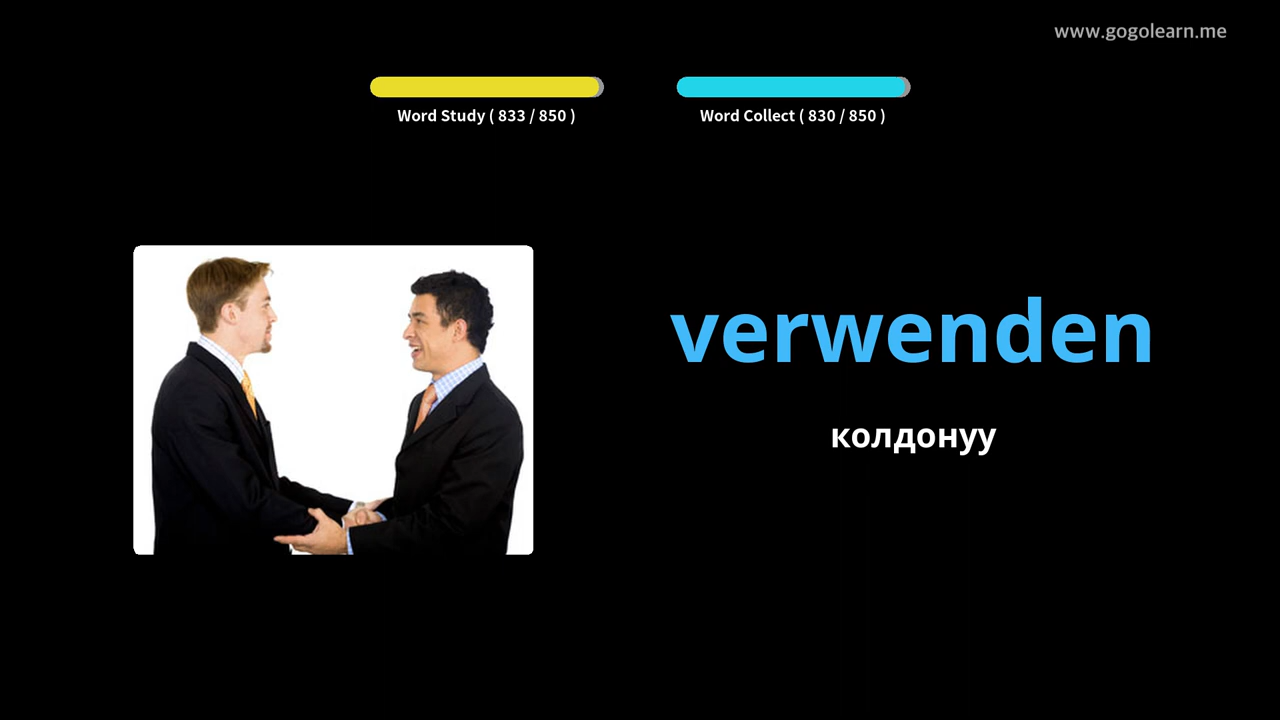 www.gogolearn.me
Word Study ( 833 / 850 )
Word Collect ( 830 / 850 )
verwenden
колдонуу